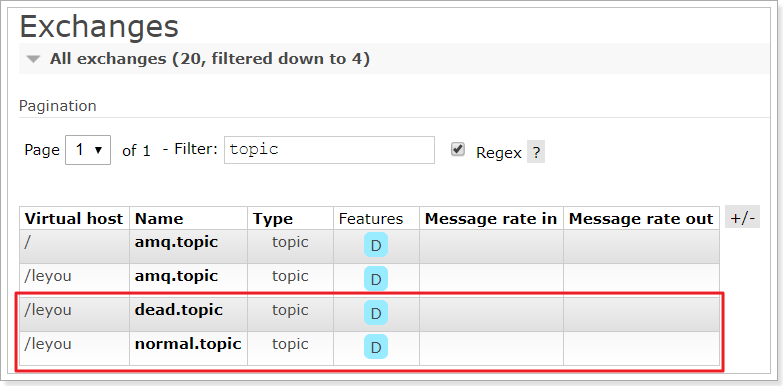 Exchanges
All exchanges (20, filtered down to 4)
Pagination
Page 1 of 1 - Filter: topic Regex ?
Virtual host Name Type Features Message rate in Message rate out +/-
/ amq.topic topic D
/leyou amq.topic topic D
/leyou dead.topic topic D
/leyou normal.topic topic D